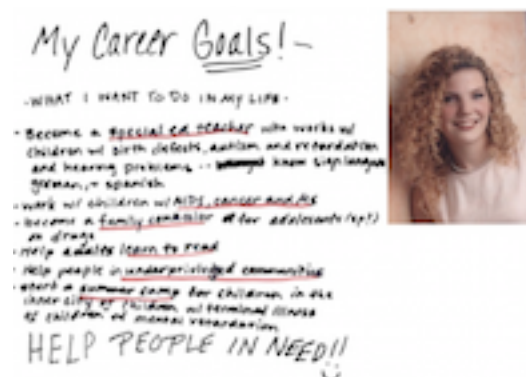 My Career Goals! -
-WHAT I WANT TO DO IN MY LIFE-
- Become a special ed teacher who works w/
children w/ birth defects, autism and retardation
and hearing problems -- know sign language
german, + spanish
- Work w/ children w/ AIDS, cancer and MS
- become a family counselor for adolescents (opt)
on drugs
- Help adults learn to read
- Help people in underprivileged communities
- start a summer camp for children in the
inner city or children w/ terminal illness
or children w/ mental retardation
HELP PEOPLE IN NEED!!